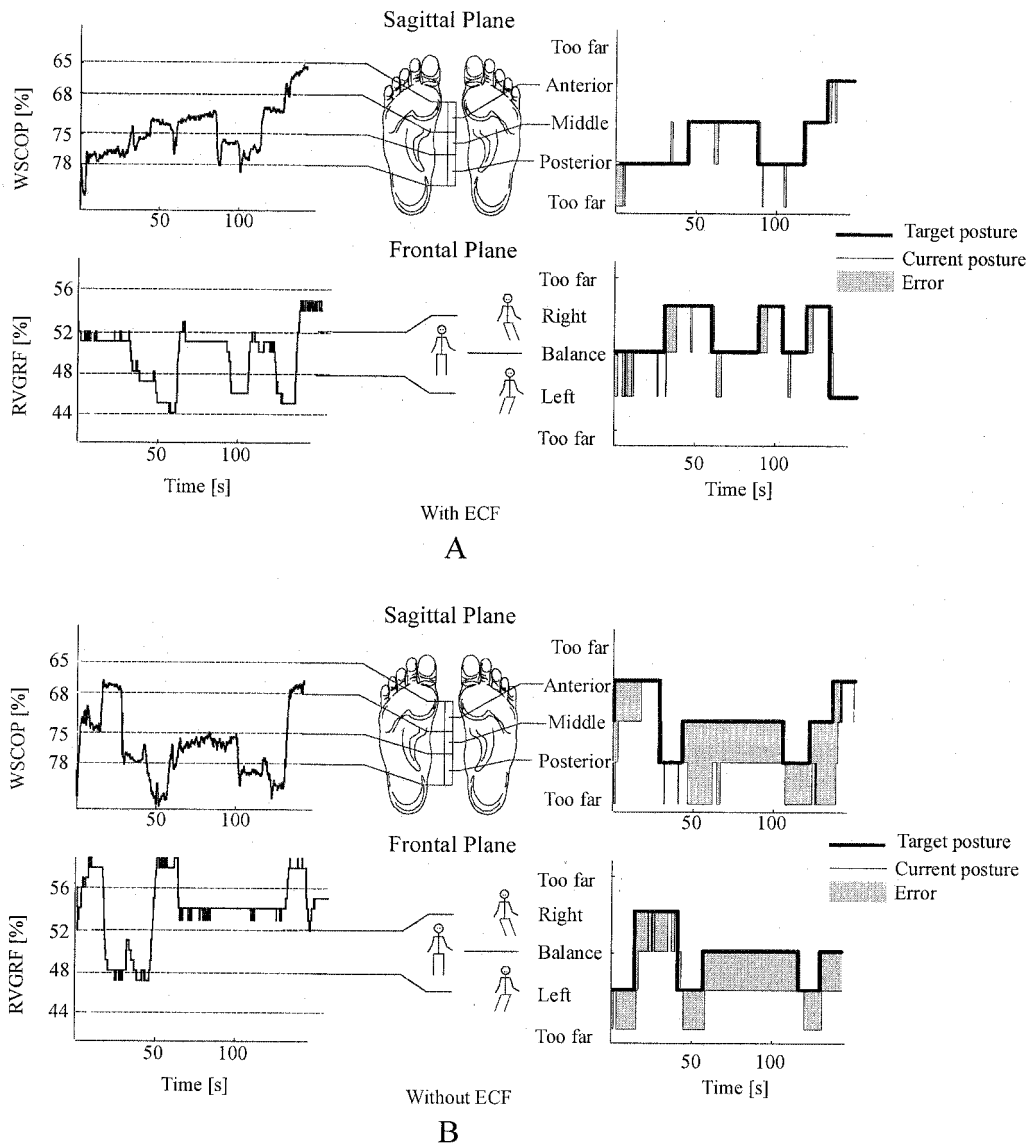 Sagittal Plane
WSCOP [%]
65
68
75
78
50
100
Too far
Anterior
Middle
Posterior
Too far
50
100
Target posture
Current posture
Error
Frontal Plane
RVGRF [%]
56
52
48
44
50
100
Time [s]
Too far
Right
Balance
Left
Too far
50
100
Time [s]
With ECF
A
Sagittal Plane
WSCOP [%]
65
68
75
78
50
100
Too far
Anterior
Middle
Posterior
Too far
50
100
Target posture
Current posture
Error
Frontal Plane
RVGRF [%]
56
52
48
44
50
100
Time [s]
Too far
Right
Balance
Left
Too far
50
100
Time [s]
Without ECF
B